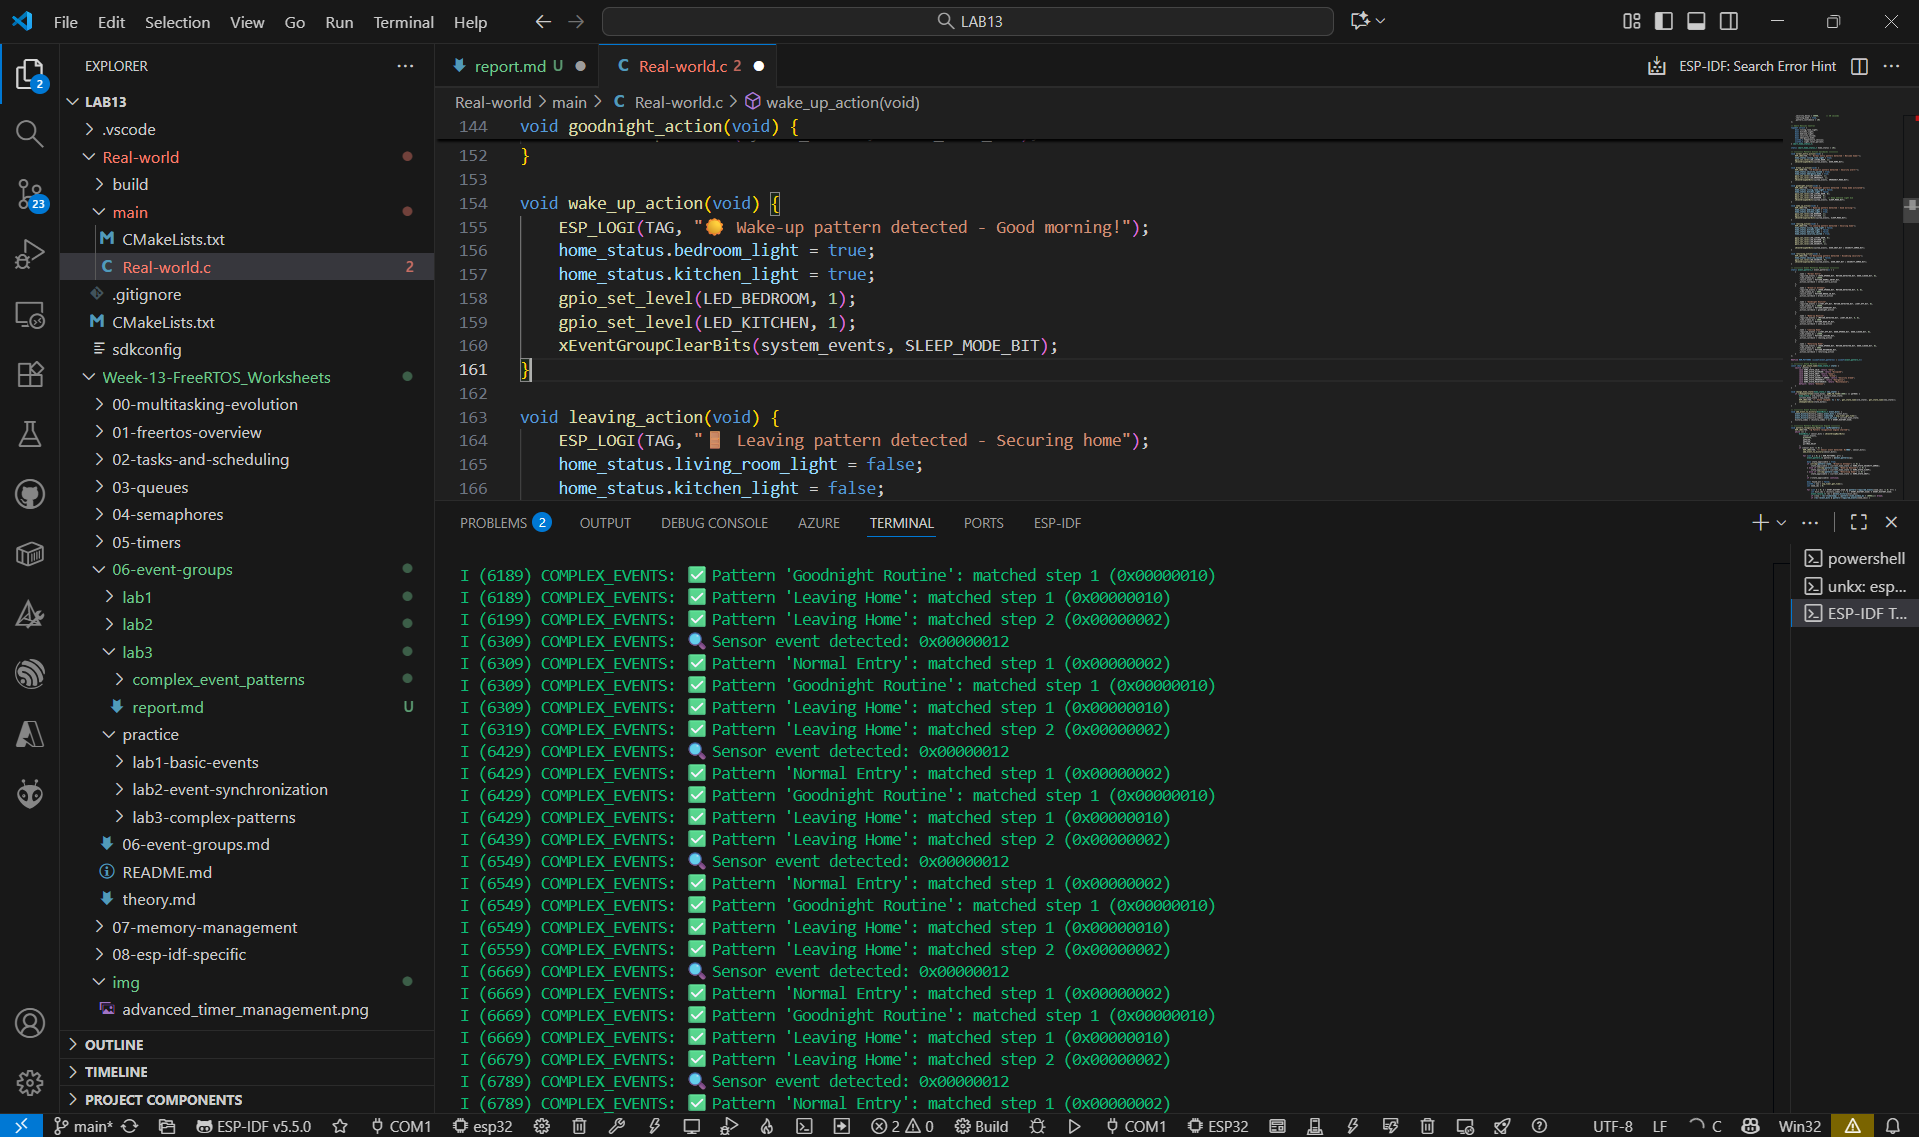 File Edit Selection View Go Run Terminal Help
LAB13
EXPLORER
LAB13
.vscode
Real-world
build
main
CMakeLists.txt
Real-world.c 2
.gitignore
CMakeLists.txt
sdkconfig
Week-13-FreeRTOS_Worksheets
00-multitasking-evolution
01-freertos-overview
02-tasks-and-scheduling
03-queues
04-semaphores
05-timers
06-event-groups
lab1
lab2
lab3
complex_event_patterns
report.md U
practice
lab1-basic-events
lab2-event-synchronization
lab3-complex-patterns
06-event-groups.md
README.md
theory.md
07-memory-management
08-esp-idf-specific
img
advanced_timer_management.png
OUTLINE
TIMELINE
PROJECT COMPONENTS
2
23
report.md U
Real-world.c 2
ESP-IDF: Search Error Hint
Real-world > main > C Real-world.c > wake_up_action(void)
144 void goodnight_action(void) {
152 }
153
154 void wake_up_action(void) {
155 ESP_LOGI(TAG, "🌞 Wake-up pattern detected - Good morning!");
156 home_status.bedroom_light = true;
157 home_status.kitchen_light = true;
158 gpio_set_level(LED_BEDROOM, 1);
159 gpio_set_level(LED_KITCHEN, 1);
160 xEventGroupClearBits(system_events, SLEEP_MODE_BIT);
161 }
162
163 void leaving_action(void) {
164 ESP_LOGI(TAG, "🚪 Leaving pattern detected - Securing home");
165 home_status.living_room_light = false;
166 home_status.kitchen_light = false;
PROBLEMS 2 OUTPUT DEBUG CONSOLE AZURE TERMINAL PORTS ESP-IDF
I (6189) COMPLEX_EVENTS: ✅ Pattern 'Goodnight Routine': matched step 1 (0x00000010)
I (6189) COMPLEX_EVENTS: ✅ Pattern 'Leaving Home': matched step 1 (0x00000010)
I (6199) COMPLEX_EVENTS: ✅ Pattern 'Leaving Home': matched step 2 (0x00000002)
I (6309) COMPLEX_EVENTS: 🔍 Sensor event detected: 0x00000012
I (6309) COMPLEX_EVENTS: ✅ Pattern 'Normal Entry': matched step 1 (0x00000002)
I (6309) COMPLEX_EVENTS: ✅ Pattern 'Goodnight Routine': matched step 1 (0x00000010)
I (6309) COMPLEX_EVENTS: ✅ Pattern 'Leaving Home': matched step 1 (0x00000010)
I (6319) COMPLEX_EVENTS: ✅ Pattern 'Leaving Home': matched step 2 (0x00000002)
I (6429) COMPLEX_EVENTS: 🔍 Sensor event detected: 0x00000012
I (6429) COMPLEX_EVENTS: ✅ Pattern 'Normal Entry': matched step 1 (0x00000002)
I (6429) COMPLEX_EVENTS: ✅ Pattern 'Goodnight Routine': matched step 1 (0x00000010)
I (6429) COMPLEX_EVENTS: ✅ Pattern 'Leaving Home': matched step 1 (0x00000010)
I (6439) COMPLEX_EVENTS: ✅ Pattern 'Leaving Home': matched step 2 (0x00000002)
I (6549) COMPLEX_EVENTS: 🔍 Sensor event detected: 0x00000012
I (6549) COMPLEX_EVENTS: ✅ Pattern 'Normal Entry': matched step 1 (0x00000002)
I (6549) COMPLEX_EVENTS: ✅ Pattern 'Goodnight Routine': matched step 1 (0x00000010)
I (6549) COMPLEX_EVENTS: ✅ Pattern 'Leaving Home': matched step 1 (0x00000010)
I (6559) COMPLEX_EVENTS: ✅ Pattern 'Leaving Home': matched step 2 (0x00000002)
I (6669) COMPLEX_EVENTS: 🔍 Sensor event detected: 0x00000012
I (6669) COMPLEX_EVENTS: ✅ Pattern 'Normal Entry': matched step 1 (0x00000002)
I (6669) COMPLEX_EVENTS: ✅ Pattern 'Goodnight Routine': matched step 1 (0x00000010)
I (6669) COMPLEX_EVENTS: ✅ Pattern 'Leaving Home': matched step 1 (0x00000010)
I (6679) COMPLEX_EVENTS: ✅ Pattern 'Leaving Home': matched step 2 (0x00000002)
I (6789) COMPLEX_EVENTS: 🔍 Sensor event detected: 0x00000012
I (6789) COMPLEX_EVENTS: ✅ Pattern 'Normal Entry': matched step 1 (0x00000002)
powershell
unkx: esp...
ESP-IDF T...
main* ESP-IDF v5.5.0 COM1 esp32 2 0 Build COM1 ESP32 UTF-8 LF C Win32